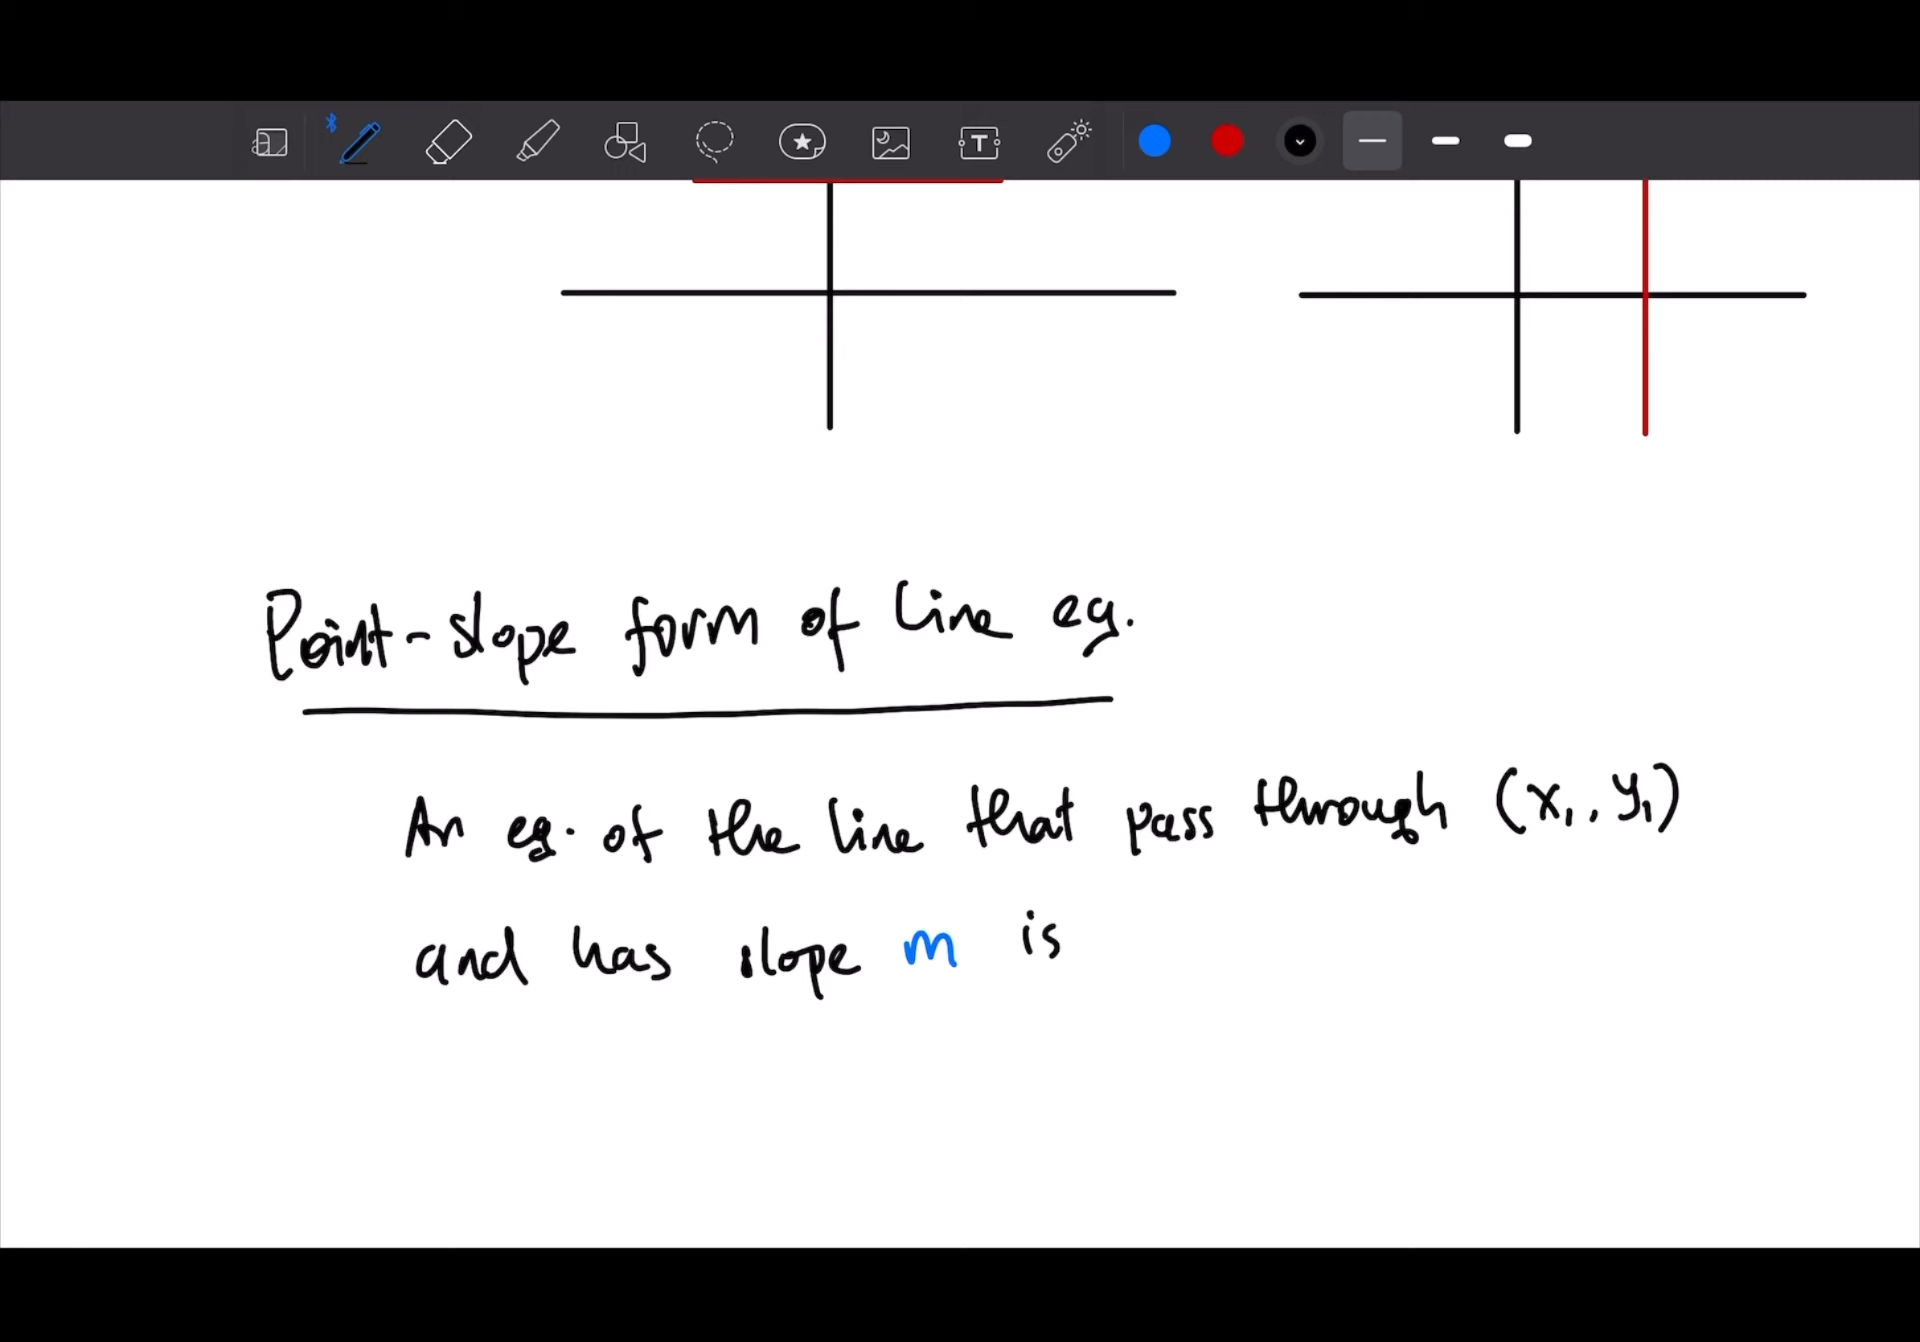 Point-slope form of line eq.
An eq. of the line that pass through (x₁, y₁)
and has slope m is